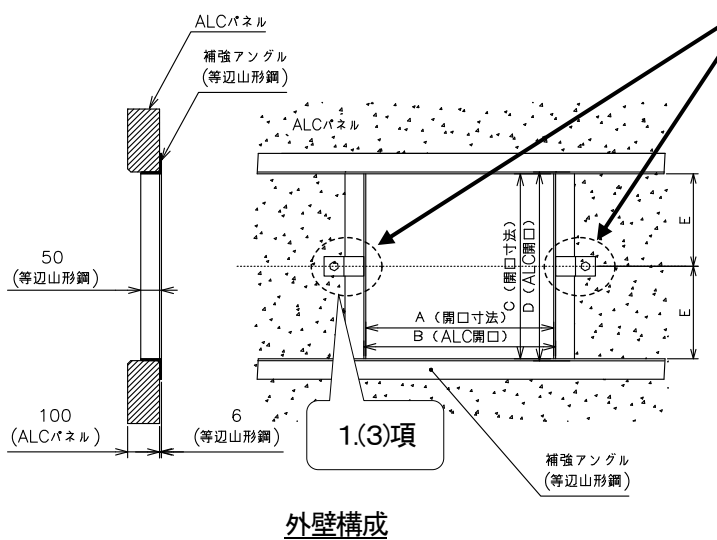 ALCパネル
補強アングル
(等辺山形鋼)
ALCパネル
50
(等辺山形鋼)
C (開口寸法)
D (ALC開口)
E
E
A (開口寸法)
B (ALC開口)
1.(3)項
100
(ALCパネル)
6
(等辺山形鋼)
補強アングル
(等辺山形鋼)
外壁構成